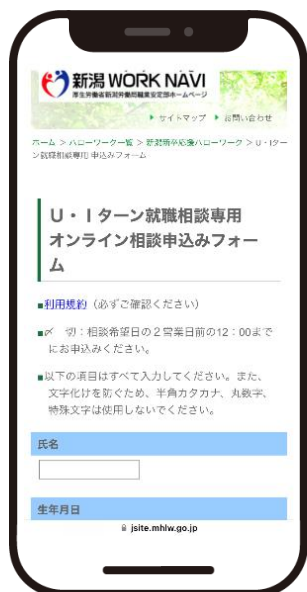 新潟 WORK NAVI
厚生労働省新潟労働局職業安定部ホームページ
サイトマップ お問い合わせ
ホーム > ハローワーク一覧 > 新潟新卒応援ハローワーク > U・Iター
ン就職相談専用 申込みフォーム
U・Iターン就職相談専用
オンライン相談申込みフォー
ム
■利用規約（必ずご確認ください）
■〆 切：相談希望日の２営業日前の12：00まで
にお申込みください。
■以下の項目はすべて入力してください。また、
文字化けを防ぐため、半角カタカナ、丸数字、
特殊文字は使用しないでください。
氏名
生年月日
jsite.mhlw.go.jp